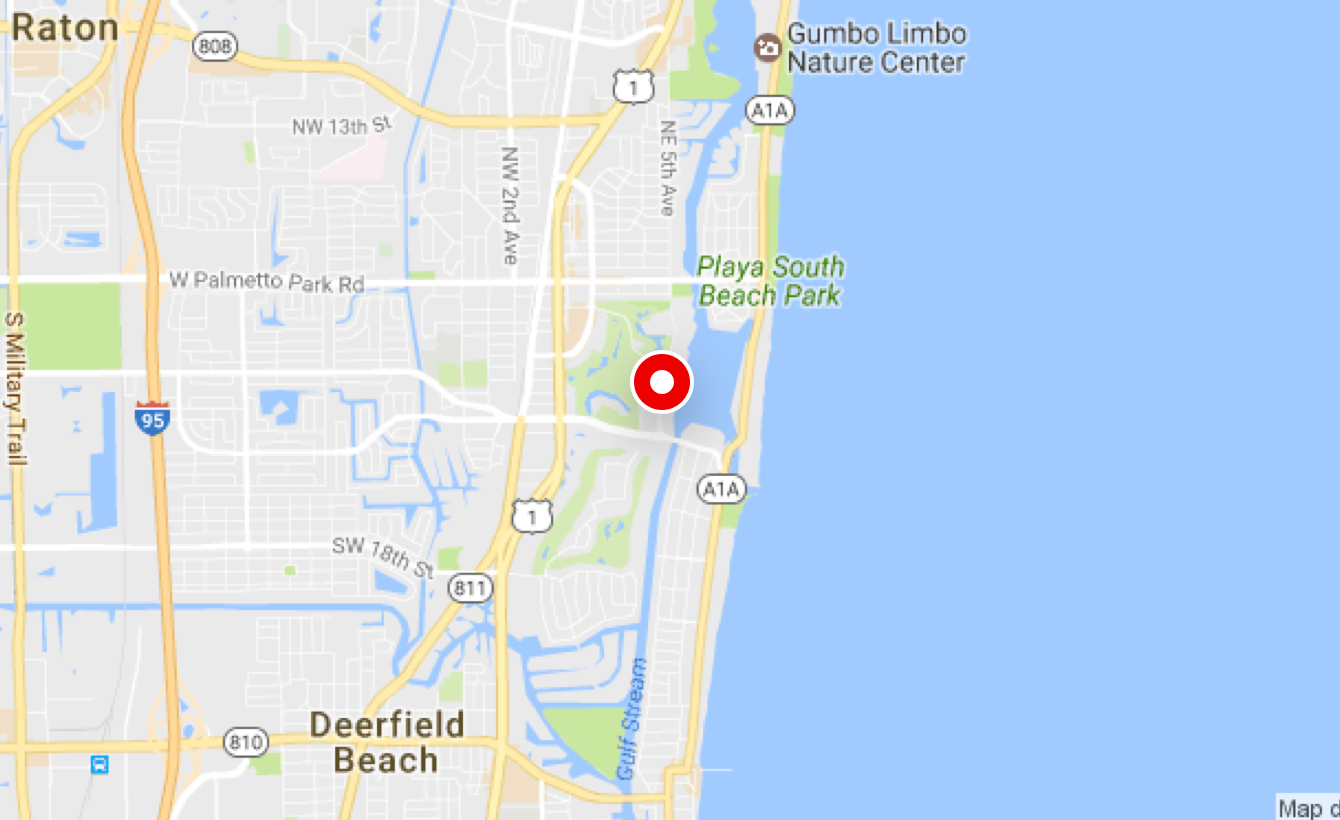 Raton
808
Gumbo Limbo
Nature Center
1
A1A
NW 13th St
NE 5th Ave
NW 2nd Ave
Playa South
Beach Park
W Palmetto Park Rd
S Military Trail
95
A1A
1
SW 18th St
811
Gulf Stream
Deerfield
Beach
810
Map d